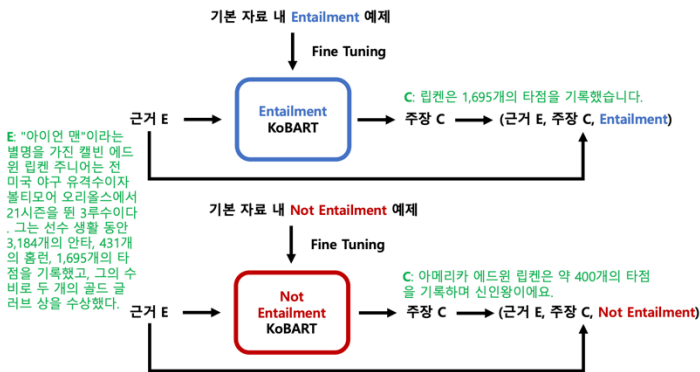 기본 자료 내 Entailment 예제
Fine Tuning
근거 E
Entailment
KoBART
C: 립켄은 1,695개의 타점을 기록했습니다.
주장 C
(근거 E, 주장 C, Entailment)
E: "아이언 맨"이라는
별명을 가진 캘빈 에드
윈 립켄 주니어는 전
미국 야구 유격수이자
볼티모어 오리올스에서
21시즌을 뛴 3루수이다
. 그는 선수 생활 동안
3,184개의 안타, 431개
의 홈런, 1,695개의 타
점을 기록했고, 그의 수
비로 두 개의 골드 글
러브 상을 수상했다.
기본 자료 내 Not Entailment 예제
Fine Tuning
근거 E
Not
Entailment
KoBART
C: 아메리카 에드윈 립켄은 약 400개의 타점
을 기록하며 신인왕이에요.
주장 C
(근거 E, 주장 C, Not Entailment)